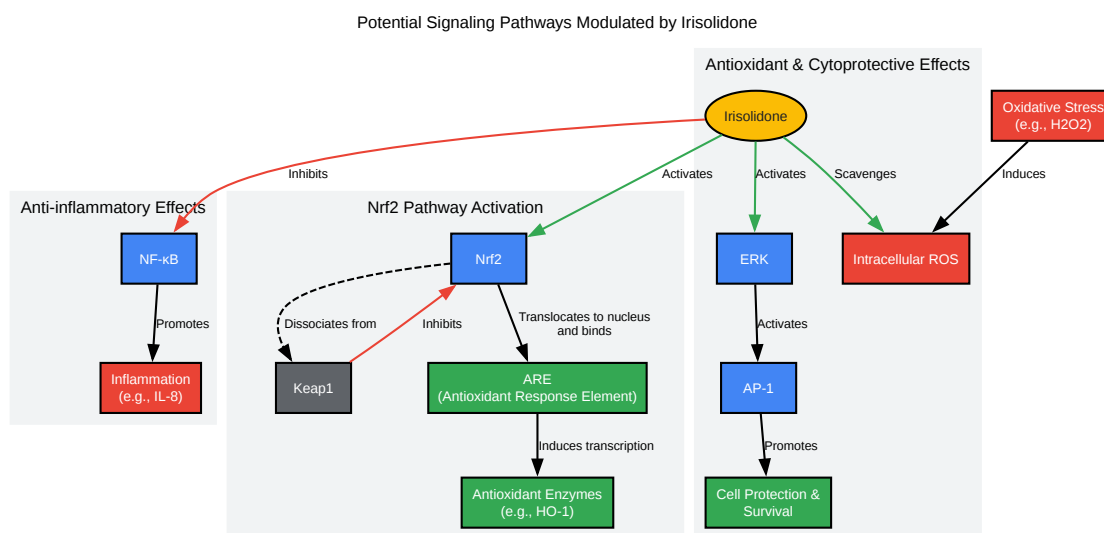 Potential Signaling Pathways Modulated by Irisolidone
Antioxidant & Cytoprotective Effects
Irisolidone
Oxidative Stress
(e.g., H2O2)
Inhibits
Activates
Activates
Scavenges
Induces
Anti-inflammatory Effects
Nrf2 Pathway Activation
NF-κB
Nrf2
ERK
Intracellular ROS
Promotes
Dissociates from
Inhibits
Translocates to nucleus
and binds
Activates
Inflammation
(e.g., IL-8)
Keap1
ARE
(Antioxidant Response Element)
AP-1
Induces transcription
Promotes
Antioxidant Enzymes
(e.g., HO-1)
Cell Protection &
Survival